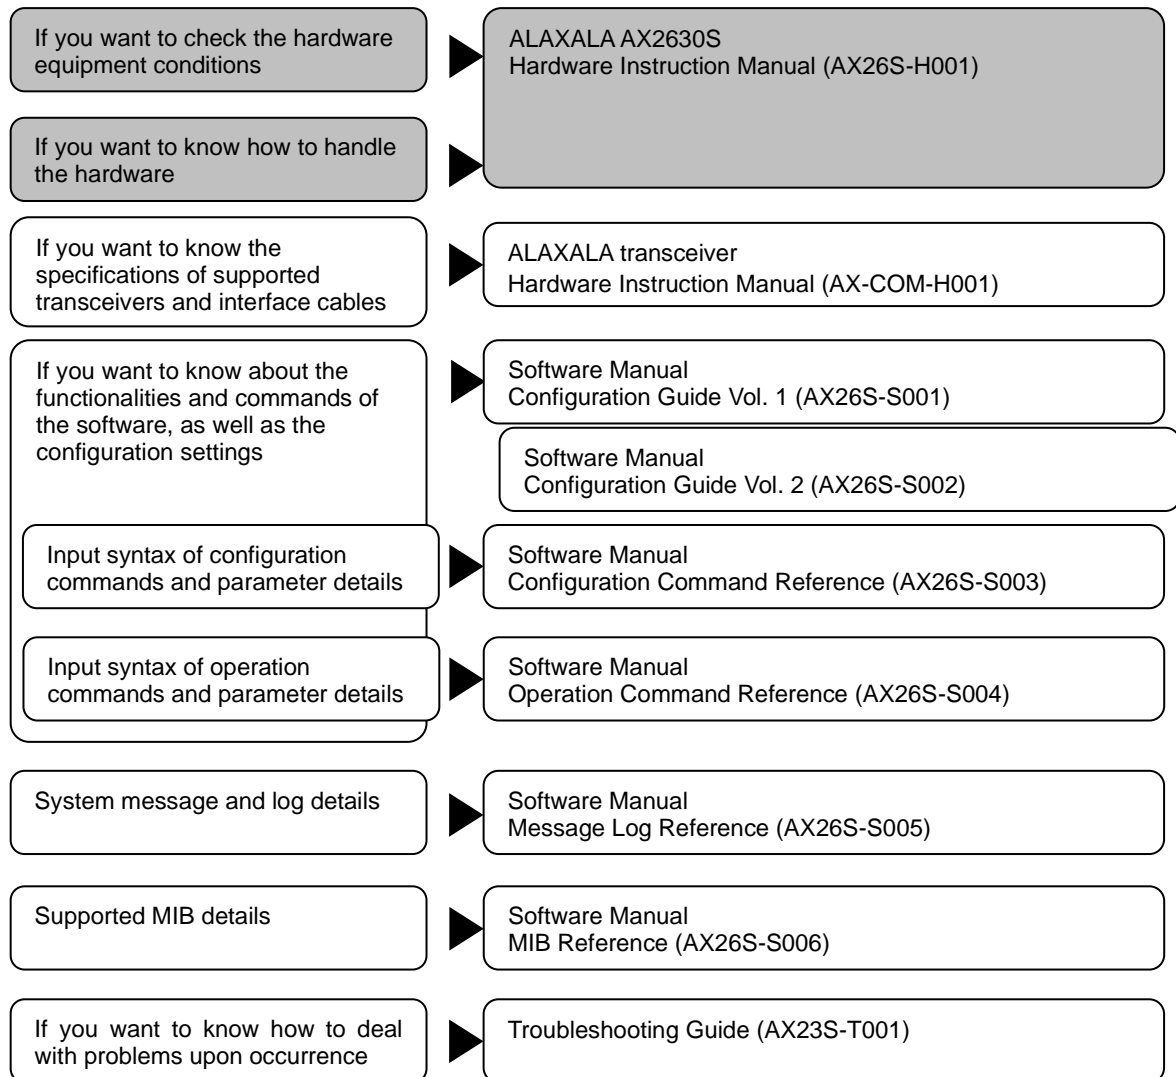 If you want to check the hardware
equipment conditions
ALAXALA AX2630S
Hardware Instruction Manual (AX26S-H001)
If you want to know how to handle
the hardware
If you want to know the
specifications of supported
transceivers and interface cables
ALAXALA transceiver
Hardware Instruction Manual (AX-COM-H001)
If you want to know about the
functionalities and commands of
the software, as well as the
configuration settings
Software Manual
Configuration Guide Vol. 1 (AX26S-S001)
Software Manual
Configuration Guide Vol. 2 (AX26S-S002)
Input syntax of configuration
commands and parameter details
Software Manual
Configuration Command Reference (AX26S-S003)
Input syntax of operation
commands and parameter details
Software Manual
Operation Command Reference (AX26S-S004)
System message and log details
Software Manual
Message Log Reference (AX26S-S005)
Supported MIB details
Software Manual
MIB Reference (AX26S-S006)
If you want to know how to deal
with problems upon occurrence
Troubleshooting Guide (AX23S-T001)